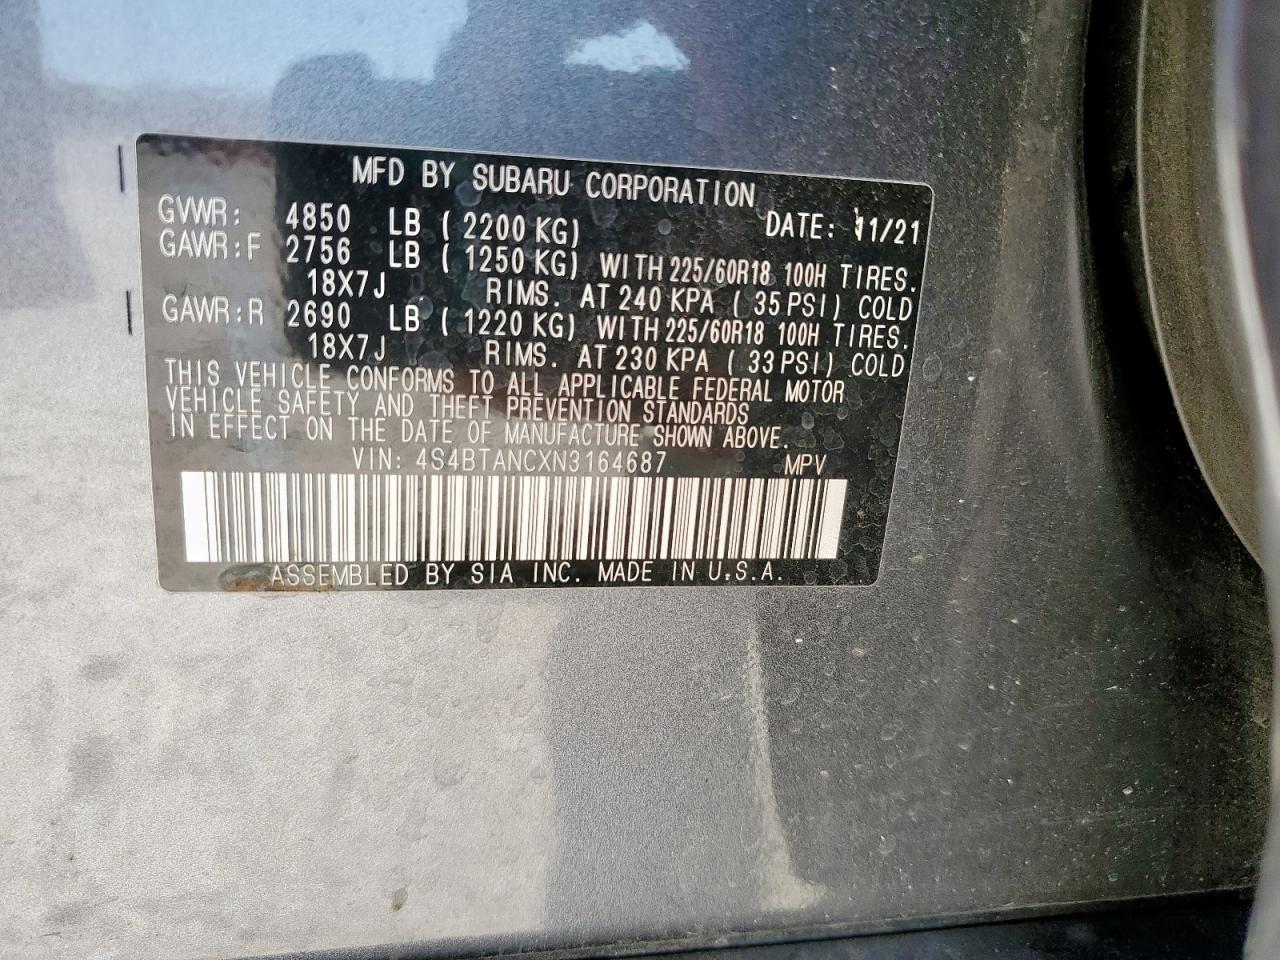 MFD BY SUBARU CORPORATION
GVWR: 4850 LB ( 2200 KG) DATE: 11/21
GAWR:F 2756 LB ( 1250 KG) WITH 225/60R18 100H TIRES.
18X7J RIMS. AT 240 KPA ( 35 PSI) COLD
GAWR:R 2690 LB ( 1220 KG) WITH 225/60R18 100H TIRES.
18X7J RIMS. AT 230 KPA ( 33 PSI) COLD
THIS VEHICLE CONFORMS TO ALL APPLICABLE FEDERAL MOTOR
VEHICLE SAFETY AND THEFT PREVENTION STANDARDS
IN EFFECT ON THE DATE OF MANUFACTURE SHOWN ABOVE.
VIN: 4S4BTANCXN3164687 MPV
ASSEMBLED BY SIA INC. MADE IN U.S.A.